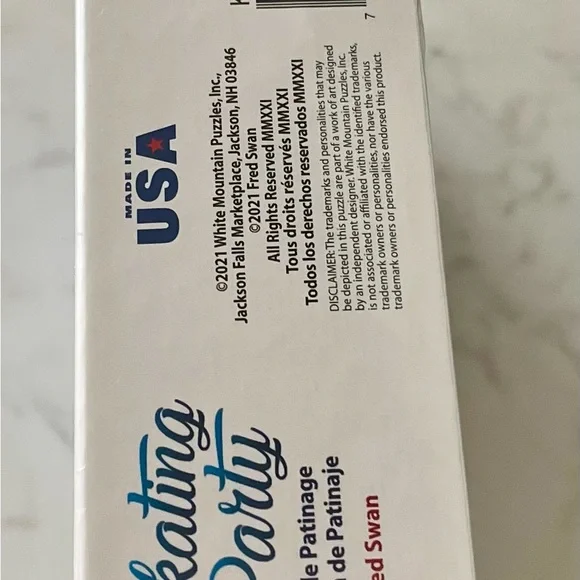 MADE IN
USA
©2021 White Mountain Puzzles, Inc.,
Jackson Falls Marketplace, Jackson, NH 03846
©2021 Fred Swan
All Rights Reserved MMXXI
Tous droits réservés MMXXI
Todos los derechos reservados MMXXI
DISCLAIMER: The trademarks and personalities that may
be depicted in this puzzle are part of a work of art designed
by an independent designer. White Mountain Puzzles, Inc.
is not associated or affiliated with the identified trademarks,
trademark owners or personalities, nor have the various
trademark owners or personalities endorsed this product.
7
kating
Party
de Patinage
de Patinaje
ed Swan